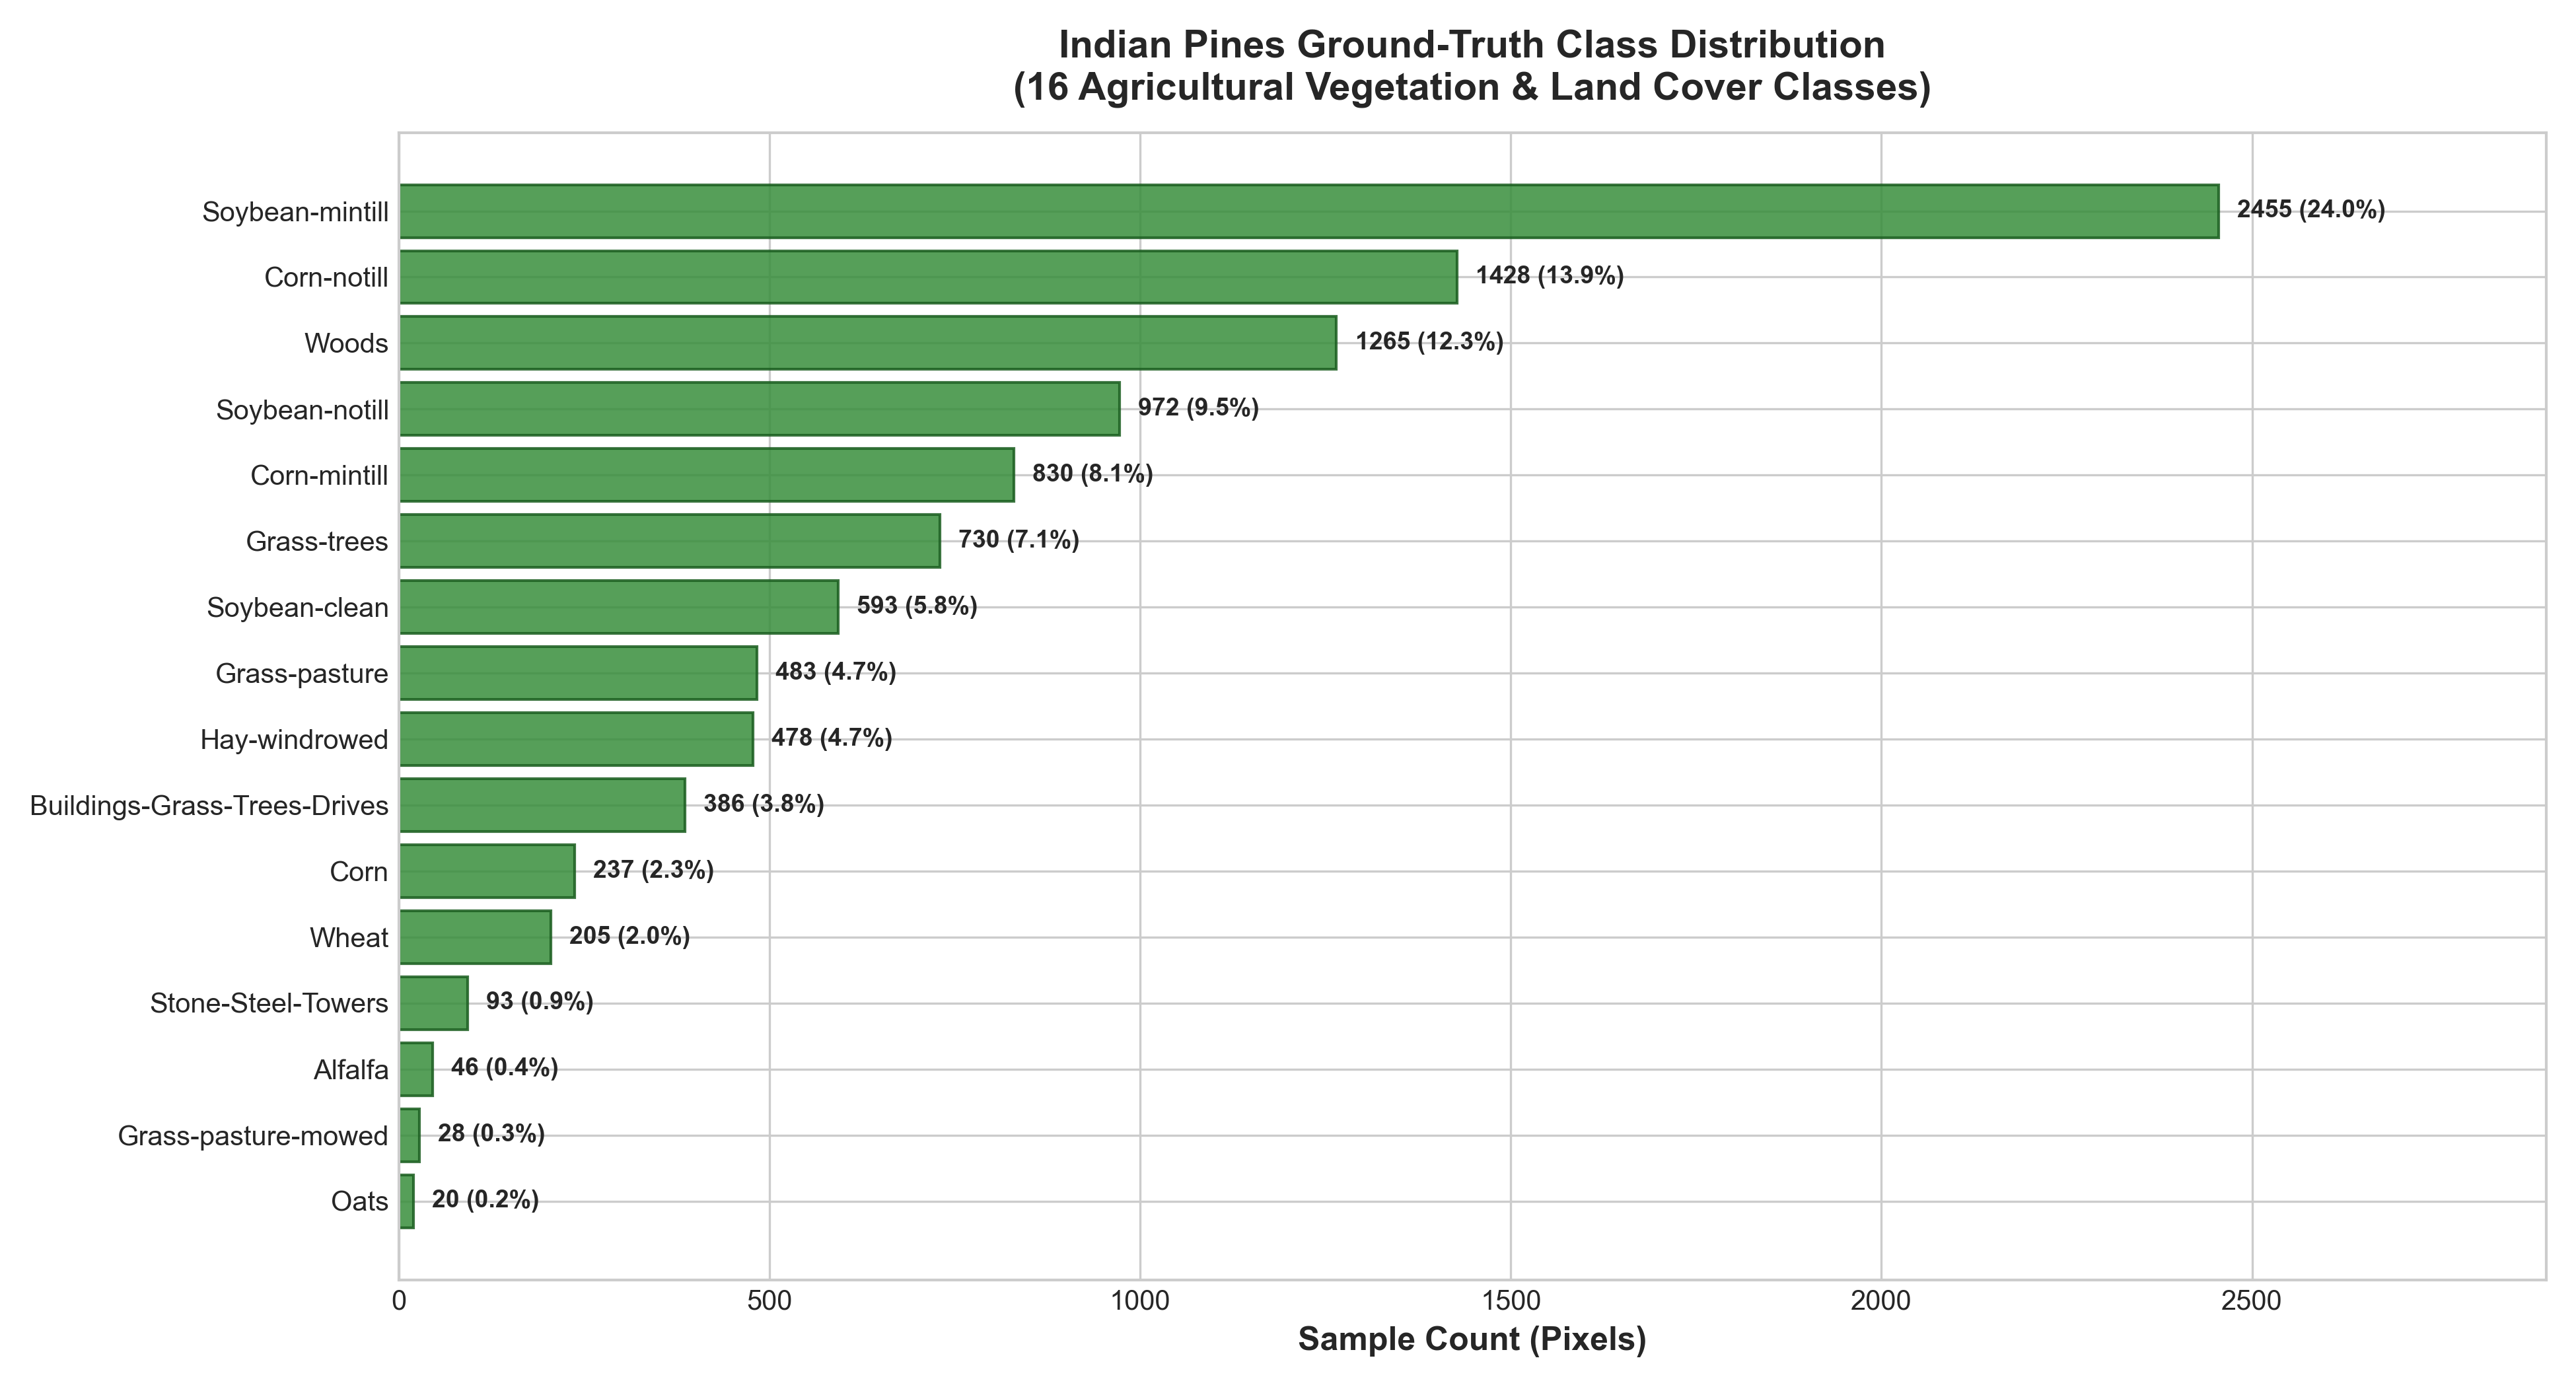 Indian Pines Ground-Truth Class Distribution
(16 Agricultural Vegetation & Land Cover Classes)
Soybean-mintill 2455 (24.0%)
Corn-notill 1428 (13.9%)
Woods 1265 (12.3%)
Soybean-notill 972 (9.5%)
Corn-mintill 830 (8.1%)
Grass-trees 730 (7.1%)
Soybean-clean 593 (5.8%)
Grass-pasture 483 (4.7%)
Hay-windrowed 478 (4.7%)
Buildings-Grass-Trees-Drives 386 (3.8%)
Corn 237 (2.3%)
Wheat 205 (2.0%)
Stone-Steel-Towers 93 (0.9%)
Alfalfa 46 (0.4%)
Grass-pasture-mowed 28 (0.3%)
Oats 20 (0.2%)
0 500 1000 1500 2000 2500
Sample Count (Pixels)